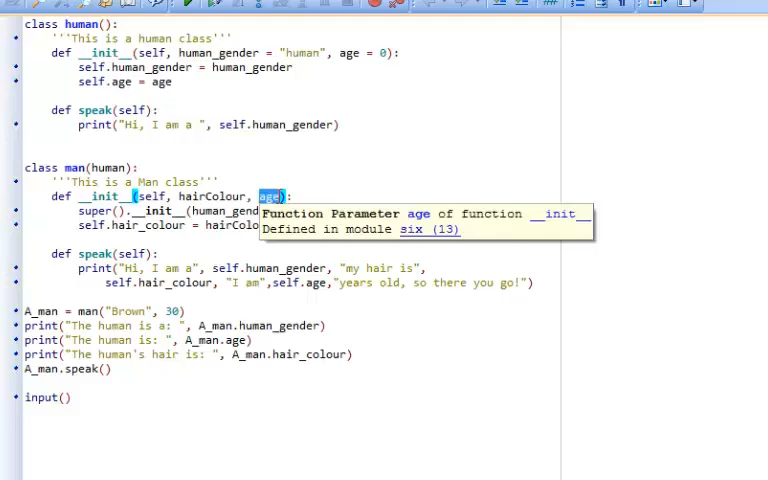 class human():
'''This is a human class'''
def __init__(self, human_gender = "human", age = 0):
self.human_gender = human_gender
self.age = age
def speak(self):
print("Hi, I am a ", self.human_gender)
class man(human):
'''This is a Man class'''
def __init__(self, hairColour, age):
super().__init__(human_gend
Function Parameter age of function __init__
self.hair_colour = hairColo
Defined in module six (13)
def speak(self):
print("Hi, I am a", self.human_gender, "my hair is",
self.hair_colour, "I am",self.age,"years old, so there you go!")
A_man = man("Brown", 30)
print("The human is a: ", A_man.human_gender)
print("The human is: ", A_man.age)
print("The human's hair is: ", A_man.hair_colour)
A_man.speak()
input()